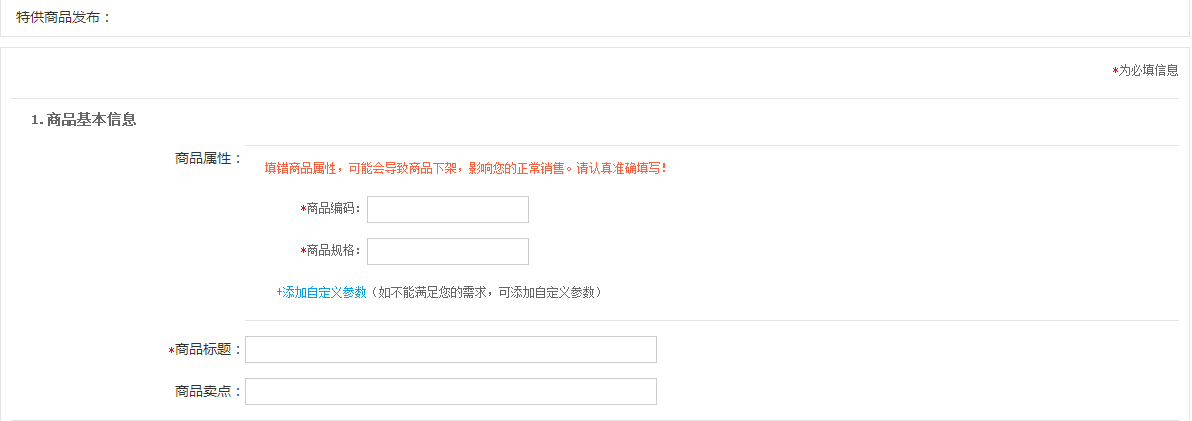 特供商品发布：
*为必填信息
1. 商品基本信息
商品属性：
填错商品属性，可能会导致商品下架，影响您的正常销售。请认真准确填写！
*商品编码：
*商品规格：
+添加自定义参数（如不能满足您的需求，可添加自定义参数）
*商品标题：
商品卖点：